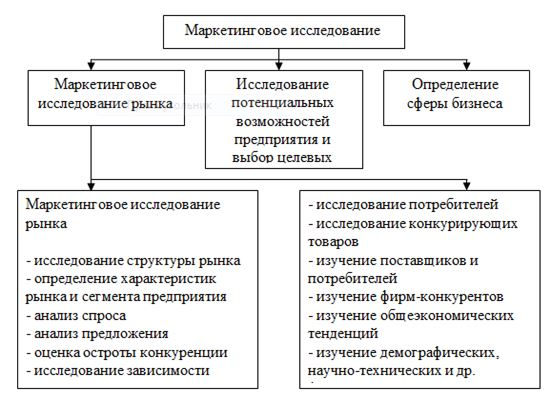 Маркетинговое исследование
Маркетинговое
исследование рынка
Исследование
потенциальных
возможностей
предприятия и
выбор целевых
Определение
сферы бизнеса
Маркетинговое исследование
рынка
- исследование структуры рынка
- определение характеристик
рынка и сегмента предприятия
- анализ спроса
- анализ предложения
- оценка остроты конкуренции
- исследование зависимости
- исследование потребителей
- исследование конкурирующих
товаров
- изучение поставщиков и
потребителей
- изучение фирм-конкурентов
- изучение общеэкономических
тенденций
- изучение демографических,
научно-технических и др.